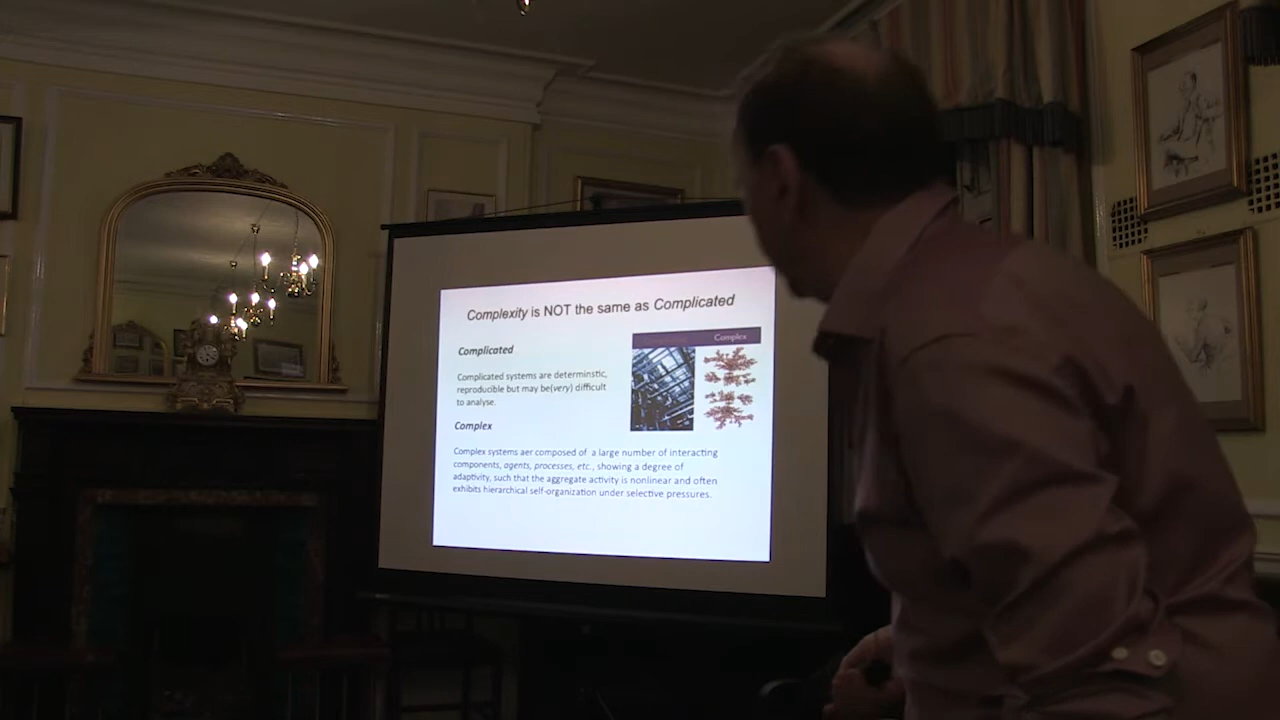 Complexity is NOT the same as Complicated
Complicated
Complicated systems are determinstic,
reproducible but may be(very) difficult
to analyse.
Complex
Complex
Complex systems aer composed of a large number of interacting
components, agents, processes, etc., showing a degree of
adaptivity, such that the aggregate activity is nonlinear and often
exhibits hierarchical self-organization under selective pressures.